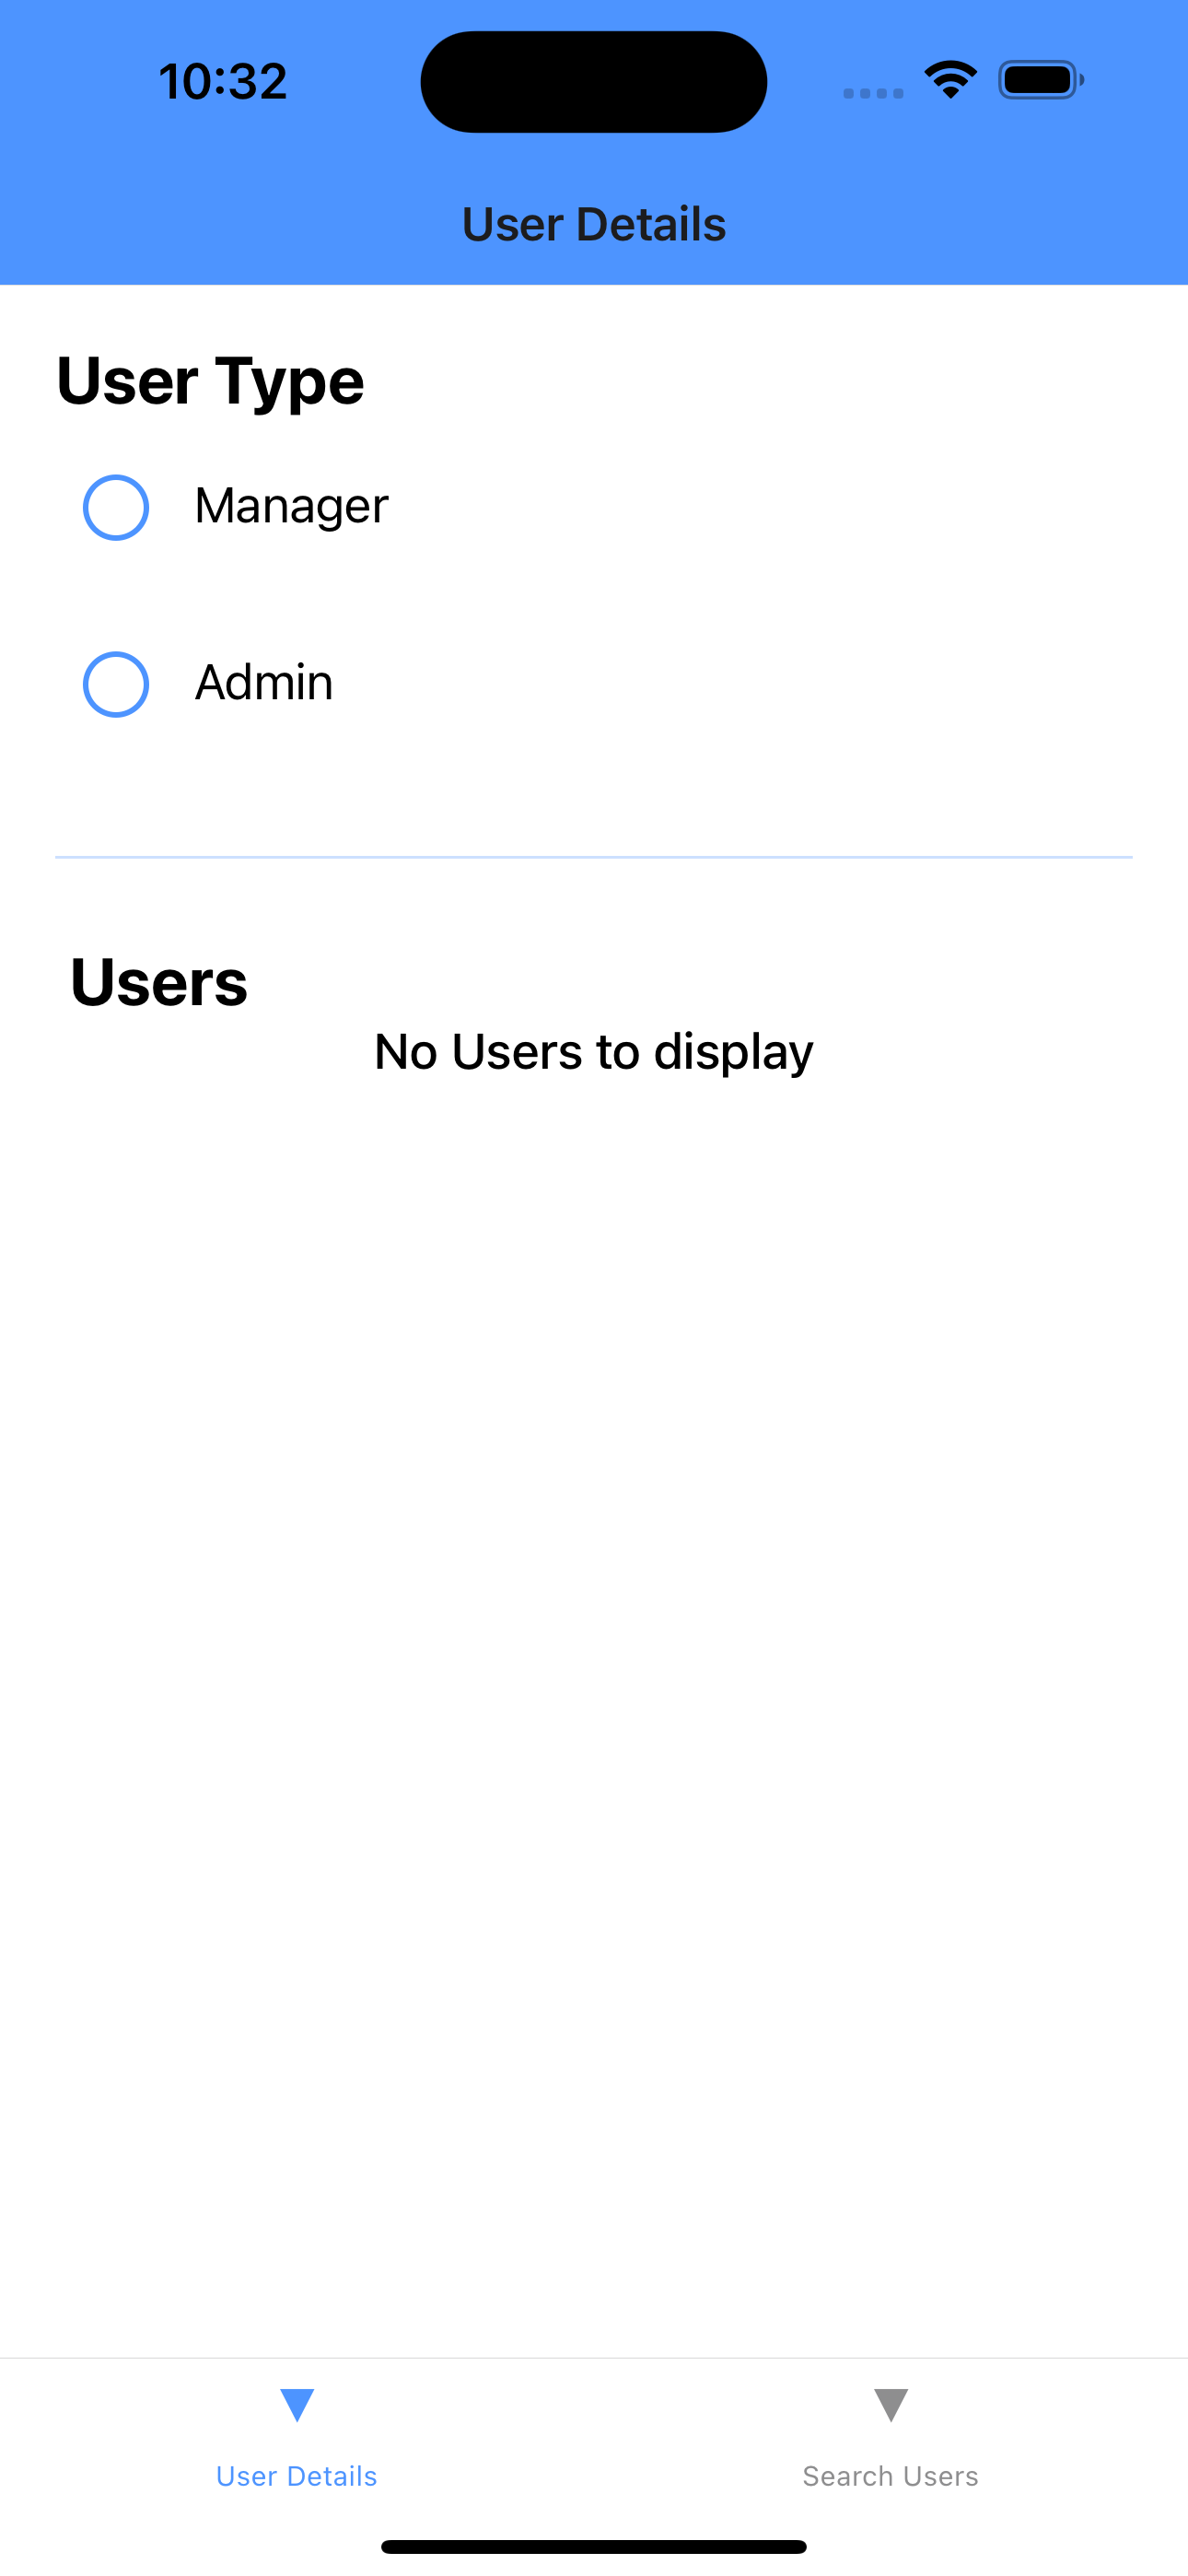 10:32
User Details
User Type
Manager
Admin
Users
No Users to display
User Details
Search Users